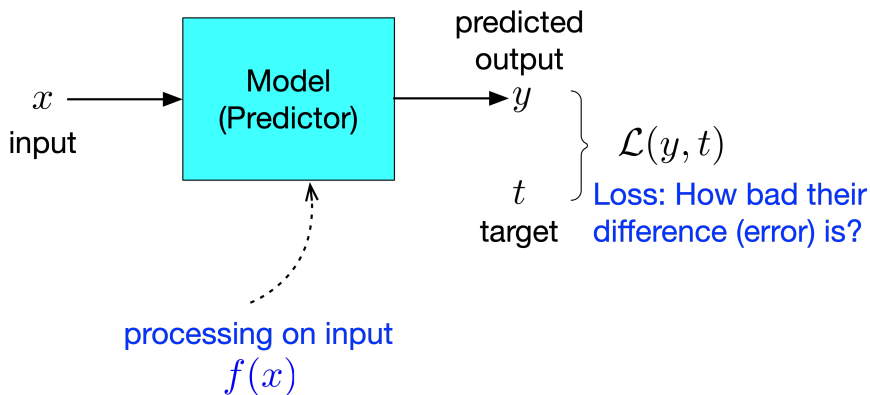 predicted
output
Model
(Predictor)
x
y
input
ℒ(y, t)
t
target
Loss: How bad their
difference (error) is?
processing on input
f(x)